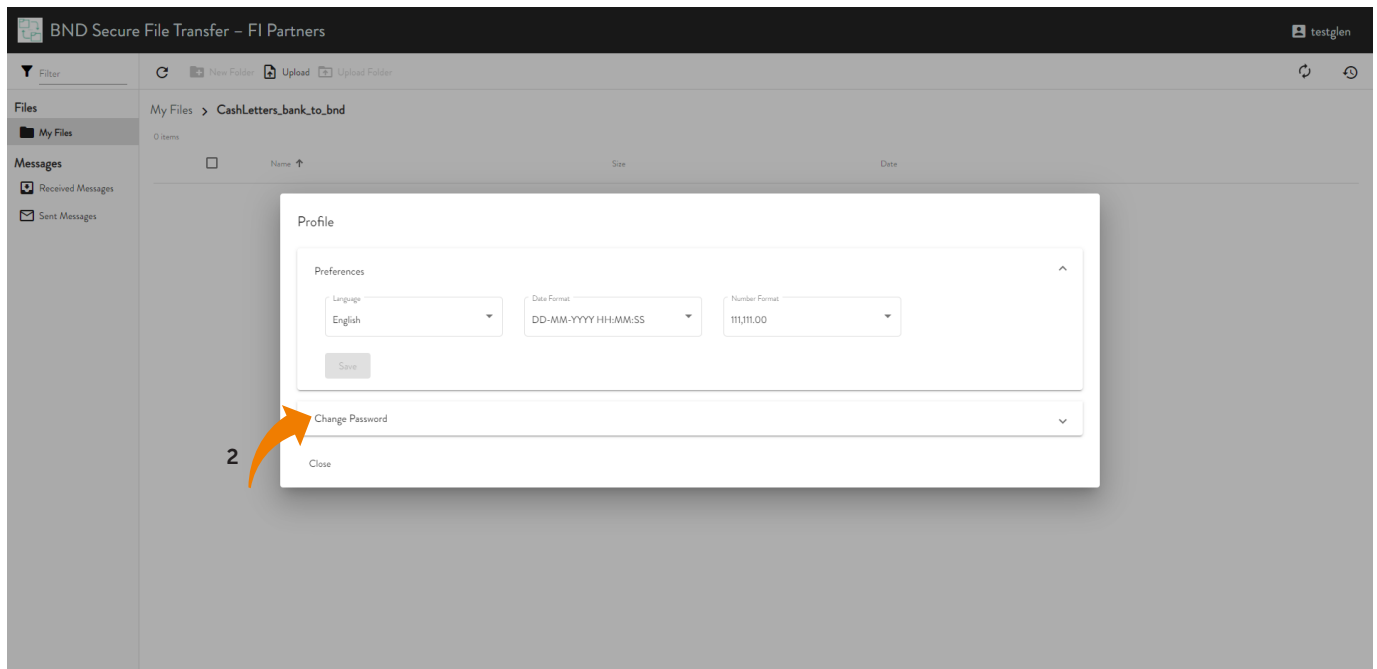 BND Secure File Transfer – FI Partners
testglen
Filter
New Folder Upload Upload Folder
Files
My Files > CashLetters_bank_to_bnd
My Files
0 items
Messages
Name Size Date
Received Messages
Sent Messages
Profile
Preferences
Language Date Format Number Format
English DD-MM-YYYY HH:MM:SS 111,111.00
Save
Change Password
2
Close